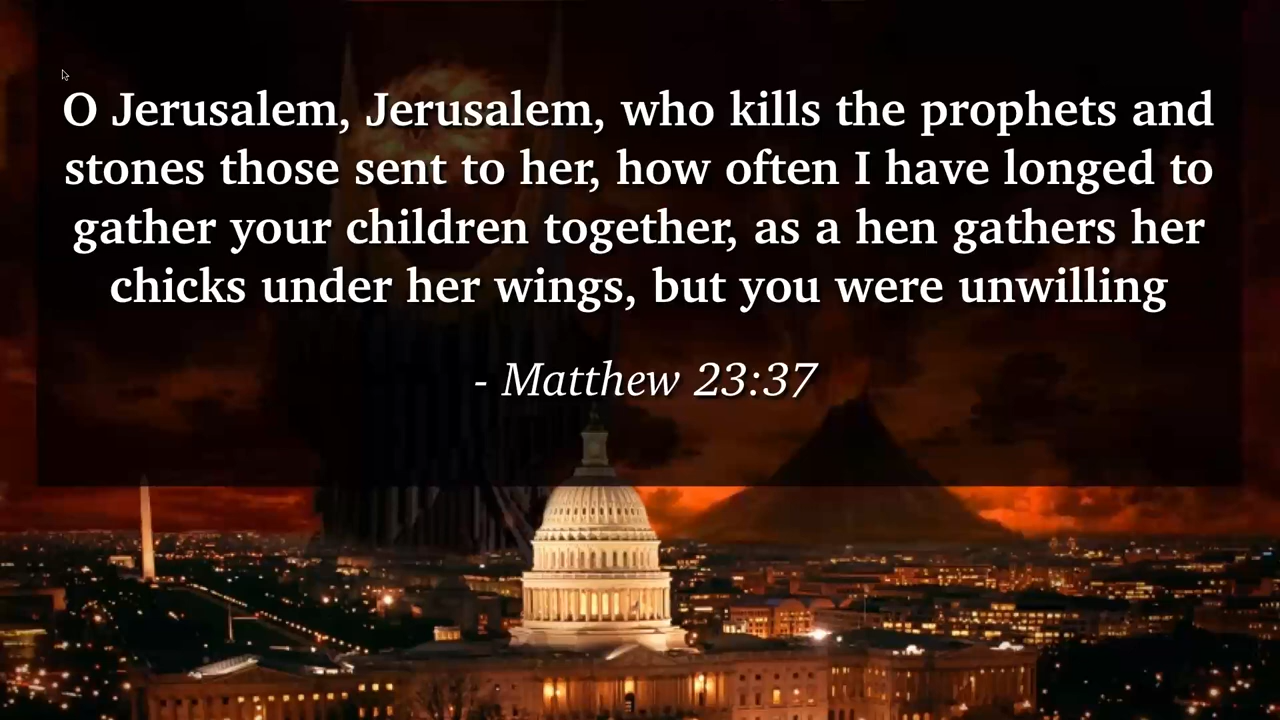 O Jerusalem, Jerusalem, who kills the prophets and
stones those sent to her, how often I have longed to
gather your children together, as a hen gathers her
chicks under her wings, but you were unwilling
- Matthew 23:37